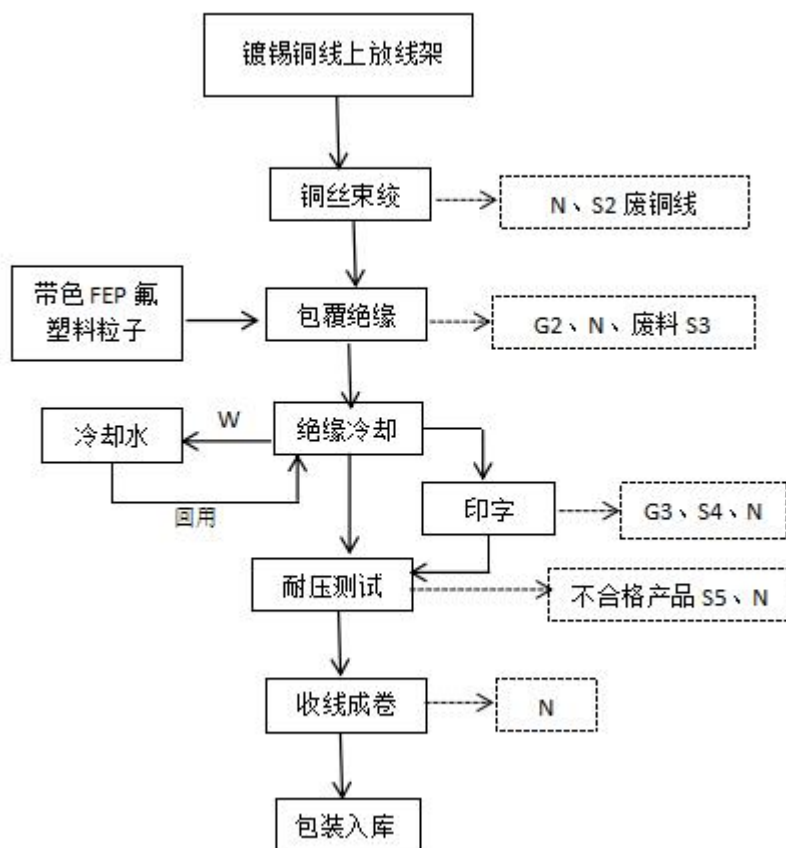 镀锡铜线上放线架
铜丝束绞
N、S2 废铜线
带色 FEP 氟
塑料粒子
包覆绝缘
G2、N、废料 S3
冷却水
W
绝缘冷却
回用
印字
G3、S4、N
耐压测试
不合格产品 S5、N
收线成卷
N
包装入库